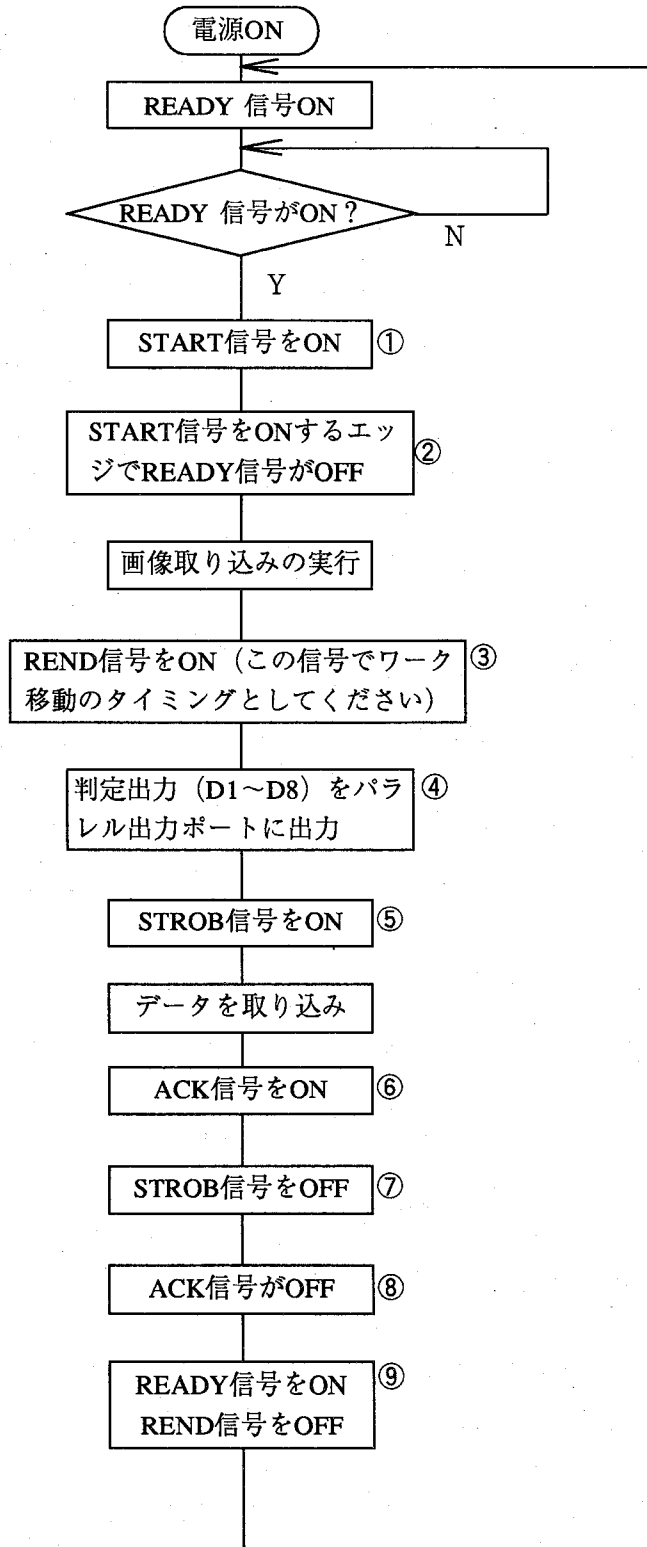 電源ON
READY 信号ON
READY 信号がON？
N
Y
START信号をON ①
START信号をONするエッ
ジでREADY信号がOFF ②
画像取り込みの実行
REND信号をON（この信号でワーク ③
移動のタイミングとしてください）
判定出力（D1～D8）をパラ ④
レル出力ポートに出力
STROB信号をON ⑤
データを取り込み
ACK信号をON ⑥
STROB信号をOFF ⑦
ACK信号がOFF ⑧
READY信号をON ⑨
REND信号をOFF